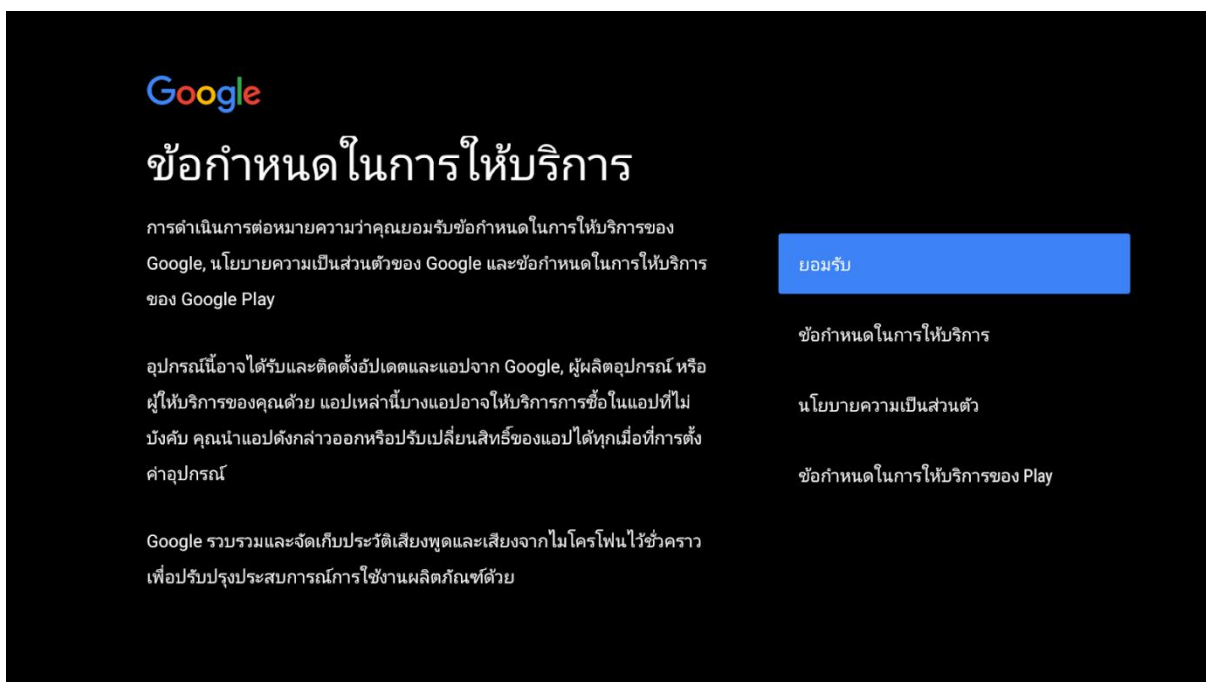 Google
ข้อกำหนดในการให้บริการ
การดำเนินการต่อหมายความว่าคุณยอมรับข้อกำหนดในการให้บริการของ
Google, นโยบายความเป็นส่วนตัวของ Google และข้อกำหนดในการให้บริการ
ของ Google Play
อุปกรณ์นี้อาจได้รับและติดตั้งอัปเดตและแอปจาก Google, ผู้ผลิตอุปกรณ์ หรือ
ผู้ให้บริการของคุณด้วย แอปเหล่านี้บางแอปอาจให้บริการการซื้อในแอปที่ไม่
บังคับ คุณนำแอปดังกล่าวออกหรือปรับเปลี่ยนสิทธิ์ของแอปได้ทุกเมื่อที่การตั้ง
ค่าอุปกรณ์
Google รวบรวมและจัดเก็บประวัติเสียงพูดและเสียงจากไมโครโฟนไว้ชั่วคราว
เพื่อปรับปรุงประสบการณ์การใช้งานผลิตภัณฑ์ด้วย
ยอมรับ
ข้อกำหนดในการให้บริการ
นโยบายความเป็นส่วนตัว
ข้อกำหนดในการให้บริการของ Play